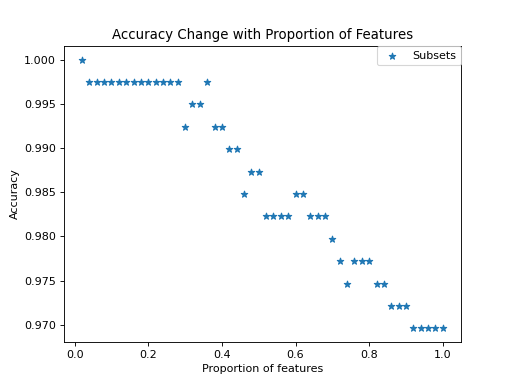 Accuracy Change with Proportion of Features
Subsets
Accuracy
1.000
0.995
0.990
0.985
0.980
0.975
0.970
0.0 0.2 0.4 0.6 0.8 1.0
Proportion of features